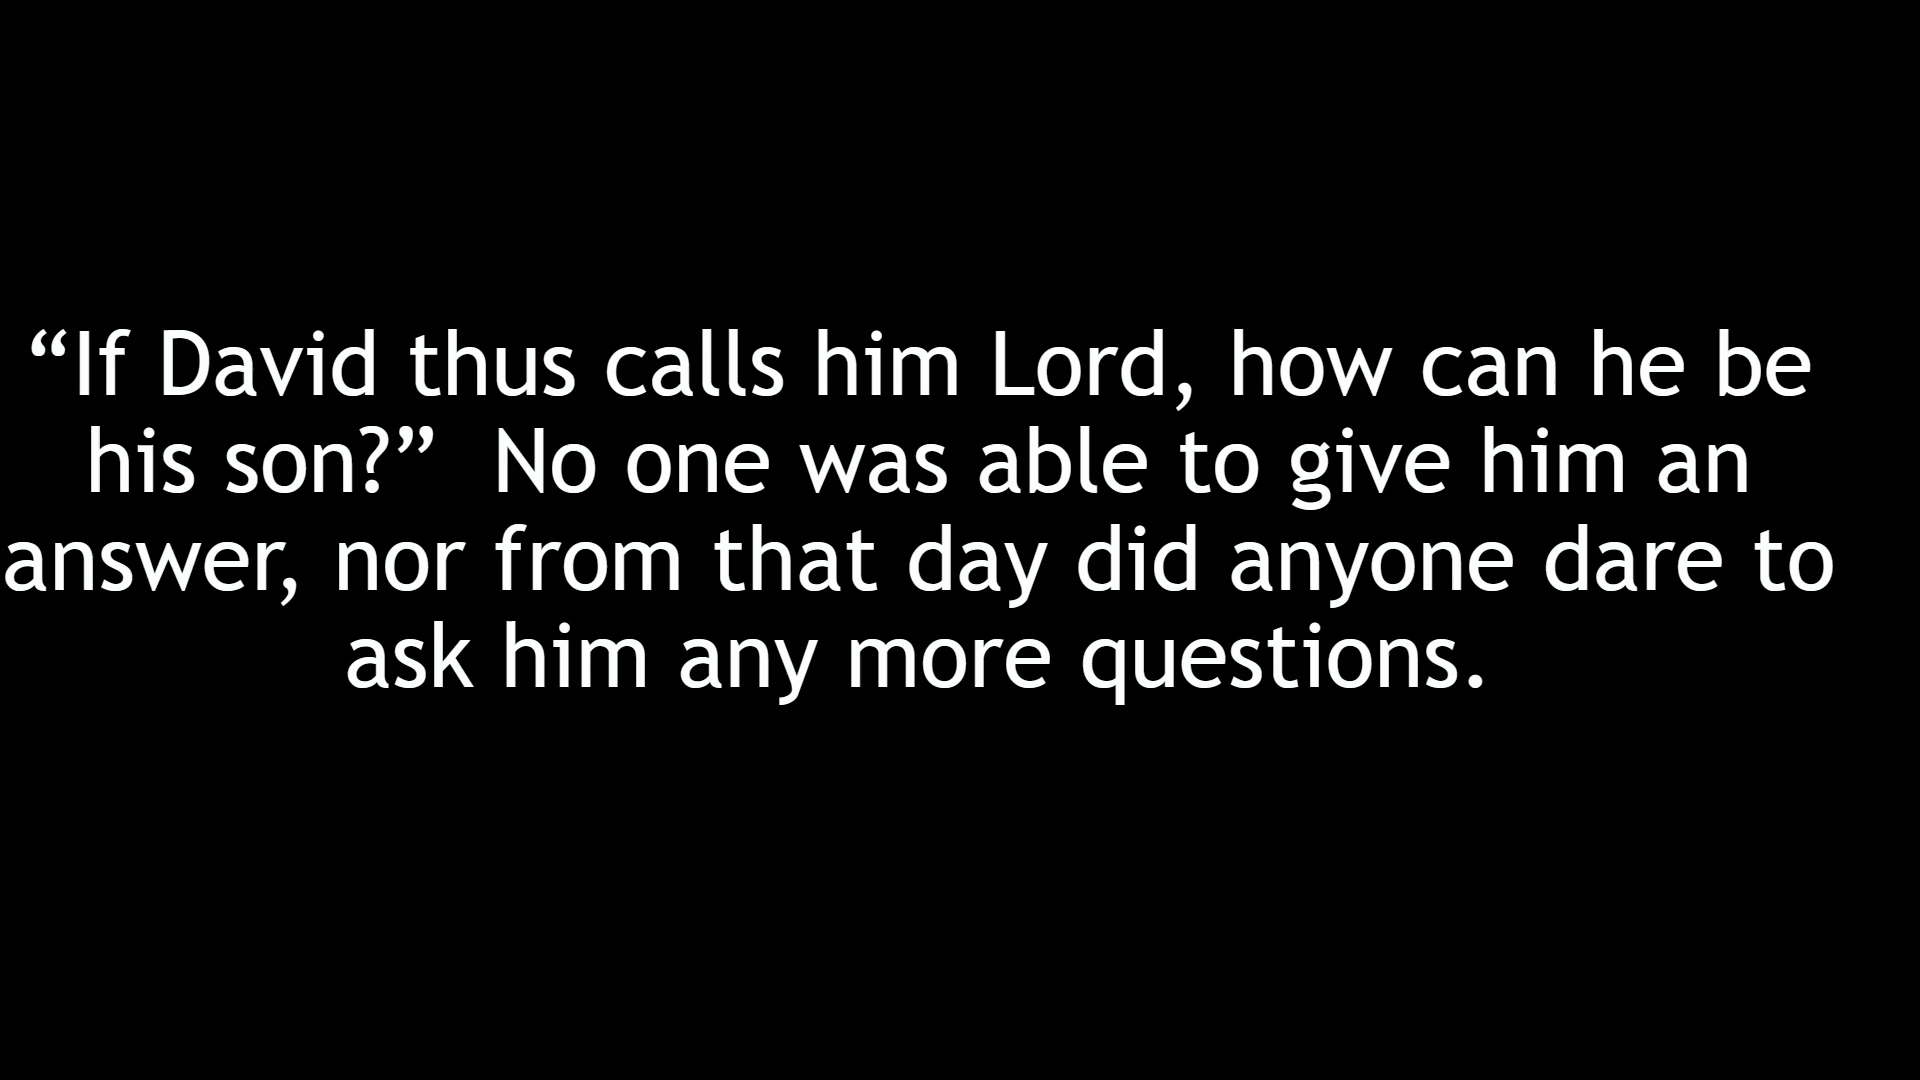 “If David thus calls him Lord, how can he be
his son?”  No one was able to give him an
answer, nor from that day did anyone dare to
ask him any more questions.